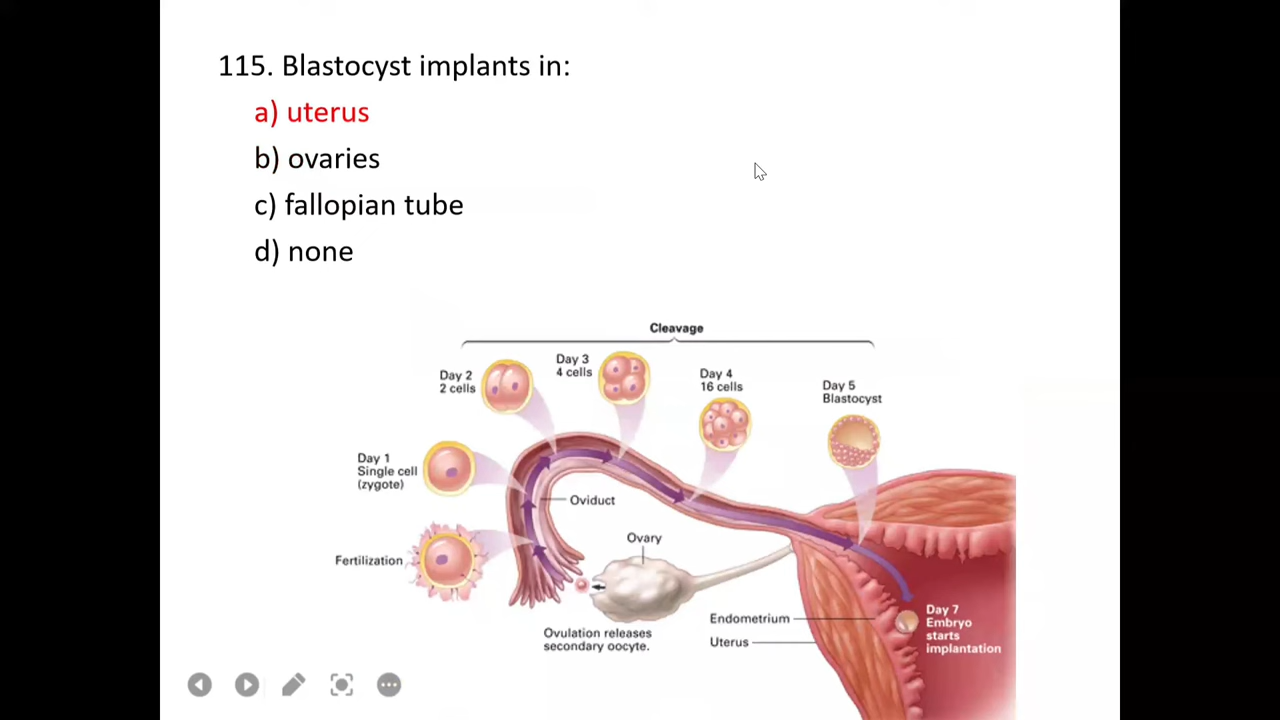 115. Blastocyst implants in:
a) uterus
b) ovaries
c) fallopian tube
d) none
Cleavage
Day 2
2 cells
Day 3
4 cells
Day 4
16 cells
Day 5
Blastocyst
Day 1
Single cell
(zygote)
Oviduct
Fertilization
Ovary
Ovulation releases
secondary oocyte.
Endometrium
Uterus
Day 7
Embryo
starts
implantation